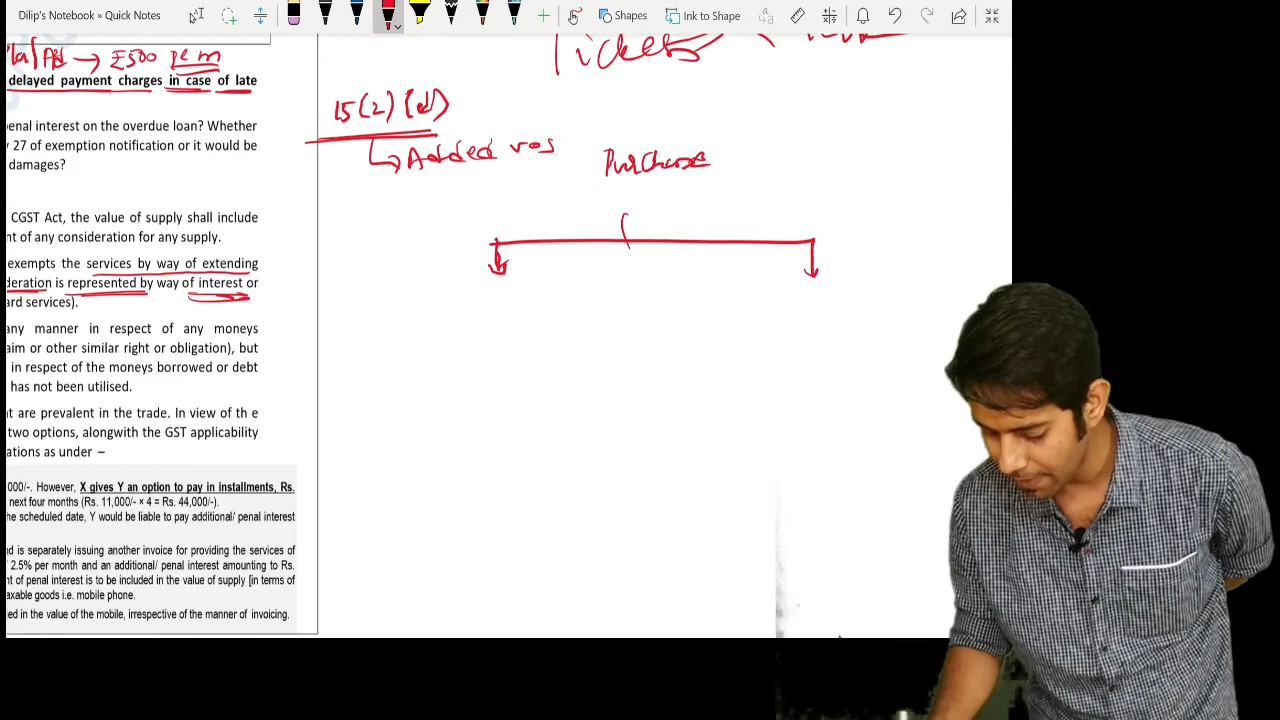 Dilip's Notebook » Quick Notes
Shapes
Ink to Shape
→ ₹500 p.m
delayed payment charges in case of late
15(2)(d)
Added
Purchase
Tickets
penal interest on the overdue loan? Whether
27 of exemption notification or it would be
damages?
CGST Act, the value of supply shall include
nt of any consideration for any supply.
exempts the services by way of extending
deration is represented by way of interest or
ard services).
any manner in respect of any moneys
aim or other similar right or obligation), but
in respect of the moneys borrowed or debt
has not been utilised.
nt are prevalent in the trade. In view of th e
two options, alongwith the GST applicability
ations as under –
000/-. However, X gives Y an option to pay in installments, Rs.
next four months (Rs. 11,000/- × 4 = Rs. 44,000/-).
he scheduled date, Y would be liable to pay additional/ penal interest
nd is separately issuing another invoice for providing the services of
2.5% per month and an additional/ penal interest amounting to Rs.
nt of penal interest is to be included in the value of supply [in terms of
axable goods i.e. mobile phone.
ed in the value of the mobile, irrespective of the manner of invoicing.